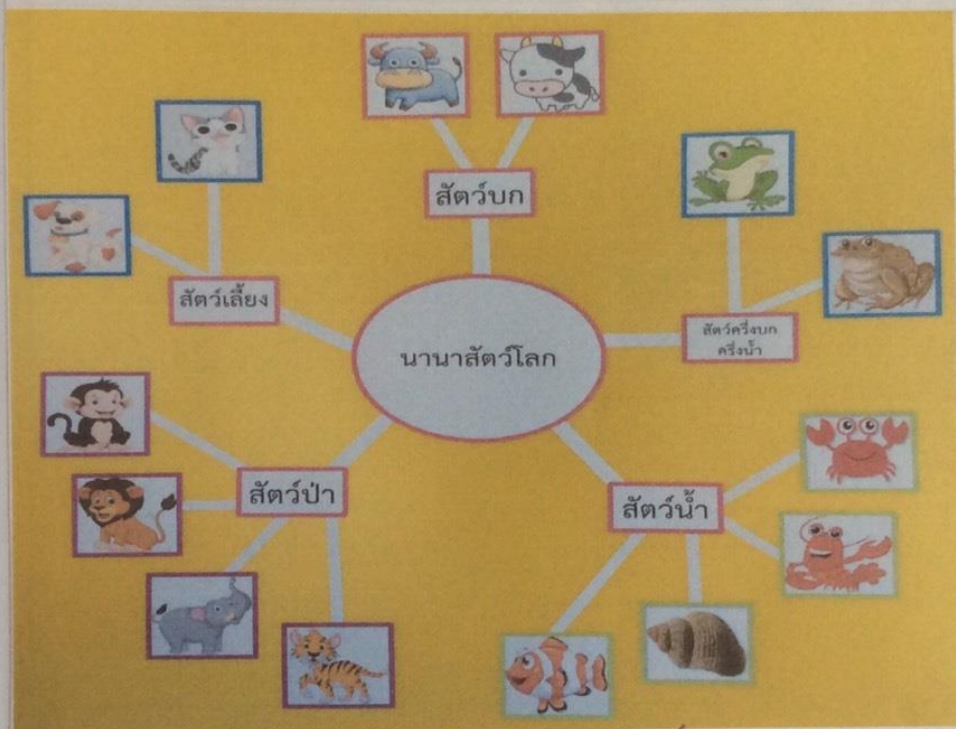 สัตว์บก
สัตว์เลี้ยง
สัตว์ครึ่งบก
ครึ่งน้ำ
นานาสัตว์โลก
สัตว์ป่า
สัตว์น้ำ